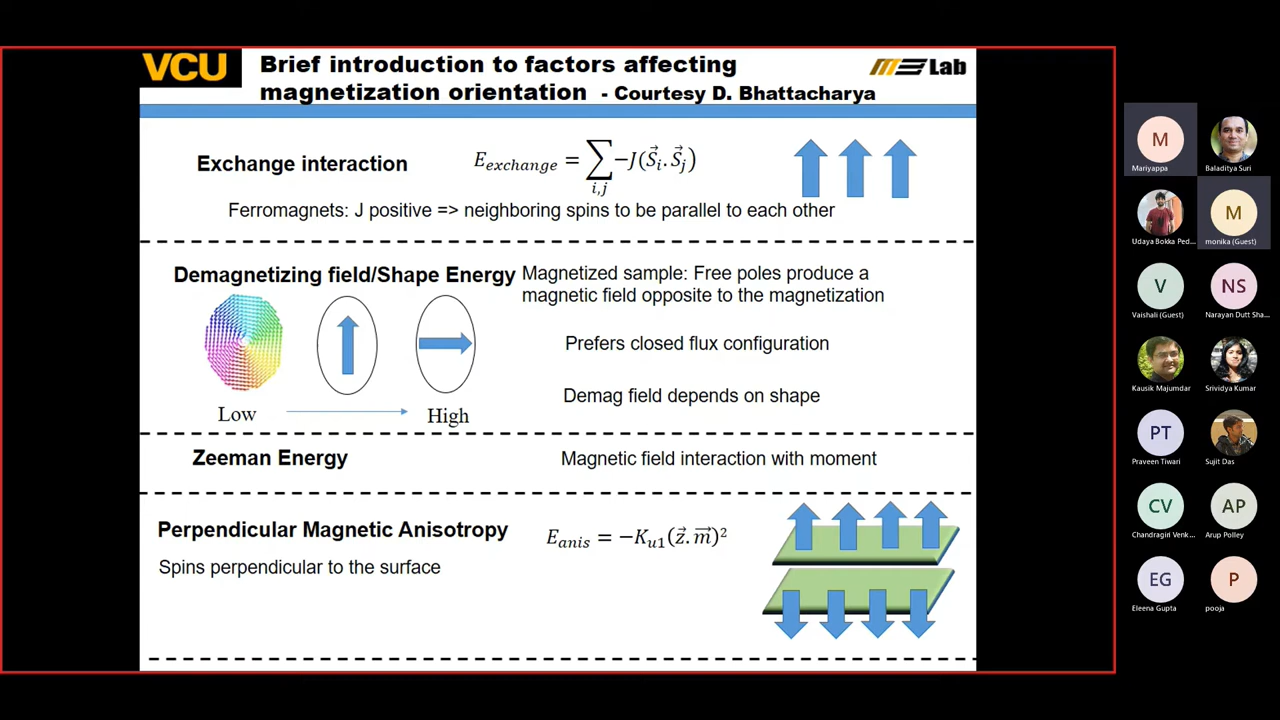 VCU
Brief introduction to factors affecting
magnetization orientation - Courtesy D. Bhattacharya
ME Lab
Exchange interaction
E_exchange = ∑_{i,j} −J(S⃗_i.S⃗_j)
Ferromagnets: J positive => neighboring spins to be parallel to each other
Demagnetizing field/Shape Energy
Magnetized sample: Free poles produce a
magnetic field opposite to the magnetization
Prefers closed flux configuration
Demag field depends on shape
Low
High
Zeeman Energy
Magnetic field interaction with moment
Perpendicular Magnetic Anisotropy
E_anis = −K_u1(z⃗.m⃗)²
Spins perpendicular to the surface
M
Mariyappa
Baladitya Suri
Udaya Bokka Ped...
M
monika (Guest)
V
Vaishali (Guest)
NS
Narayan Dutt Sha...
Kausik Majumdar
Srividya Kumar
PT
Praveen Tiwari
Sujit Das
CV
Chandragiri Venk...
AP
Arup Polley
EG
Eleena Gupta
P
pooja